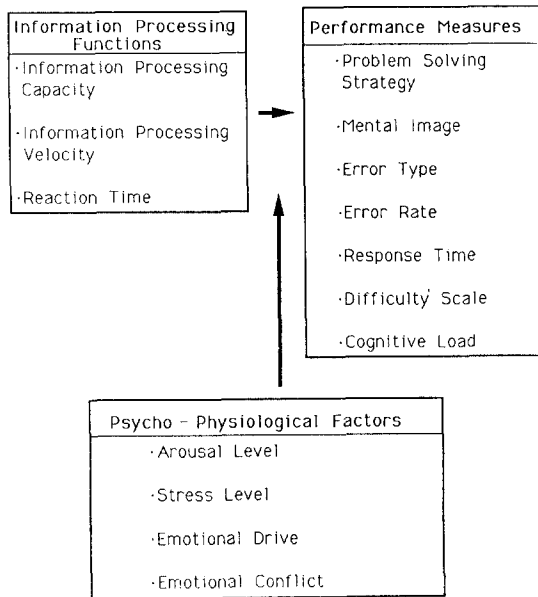 Information Processing
Functions
·Information Processing
Capacity
·Information Processing
Velocity
·Reaction Time
Performance Measures
·Problem Solving
Strategy
·Mental Image
·Error Type
·Error Rate
·Response Time
·Difficulty Scale
·Cognitive Load
Psycho - Physiological Factors
·Arousal Level
·Stress Level
·Emotional Drive
·Emotional Conflict